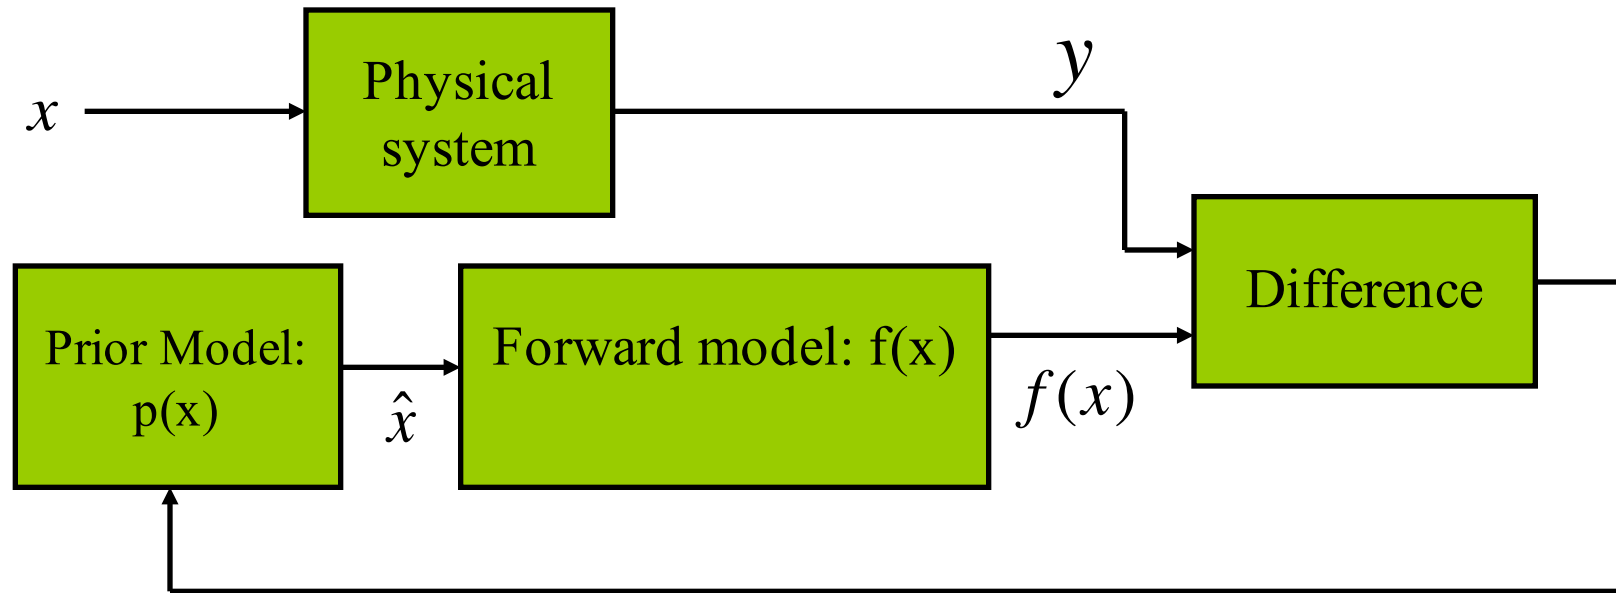 x
Physical
system
y
Prior Model:
p(x)
x̂
Forward model: f(x)
f(x)
Difference